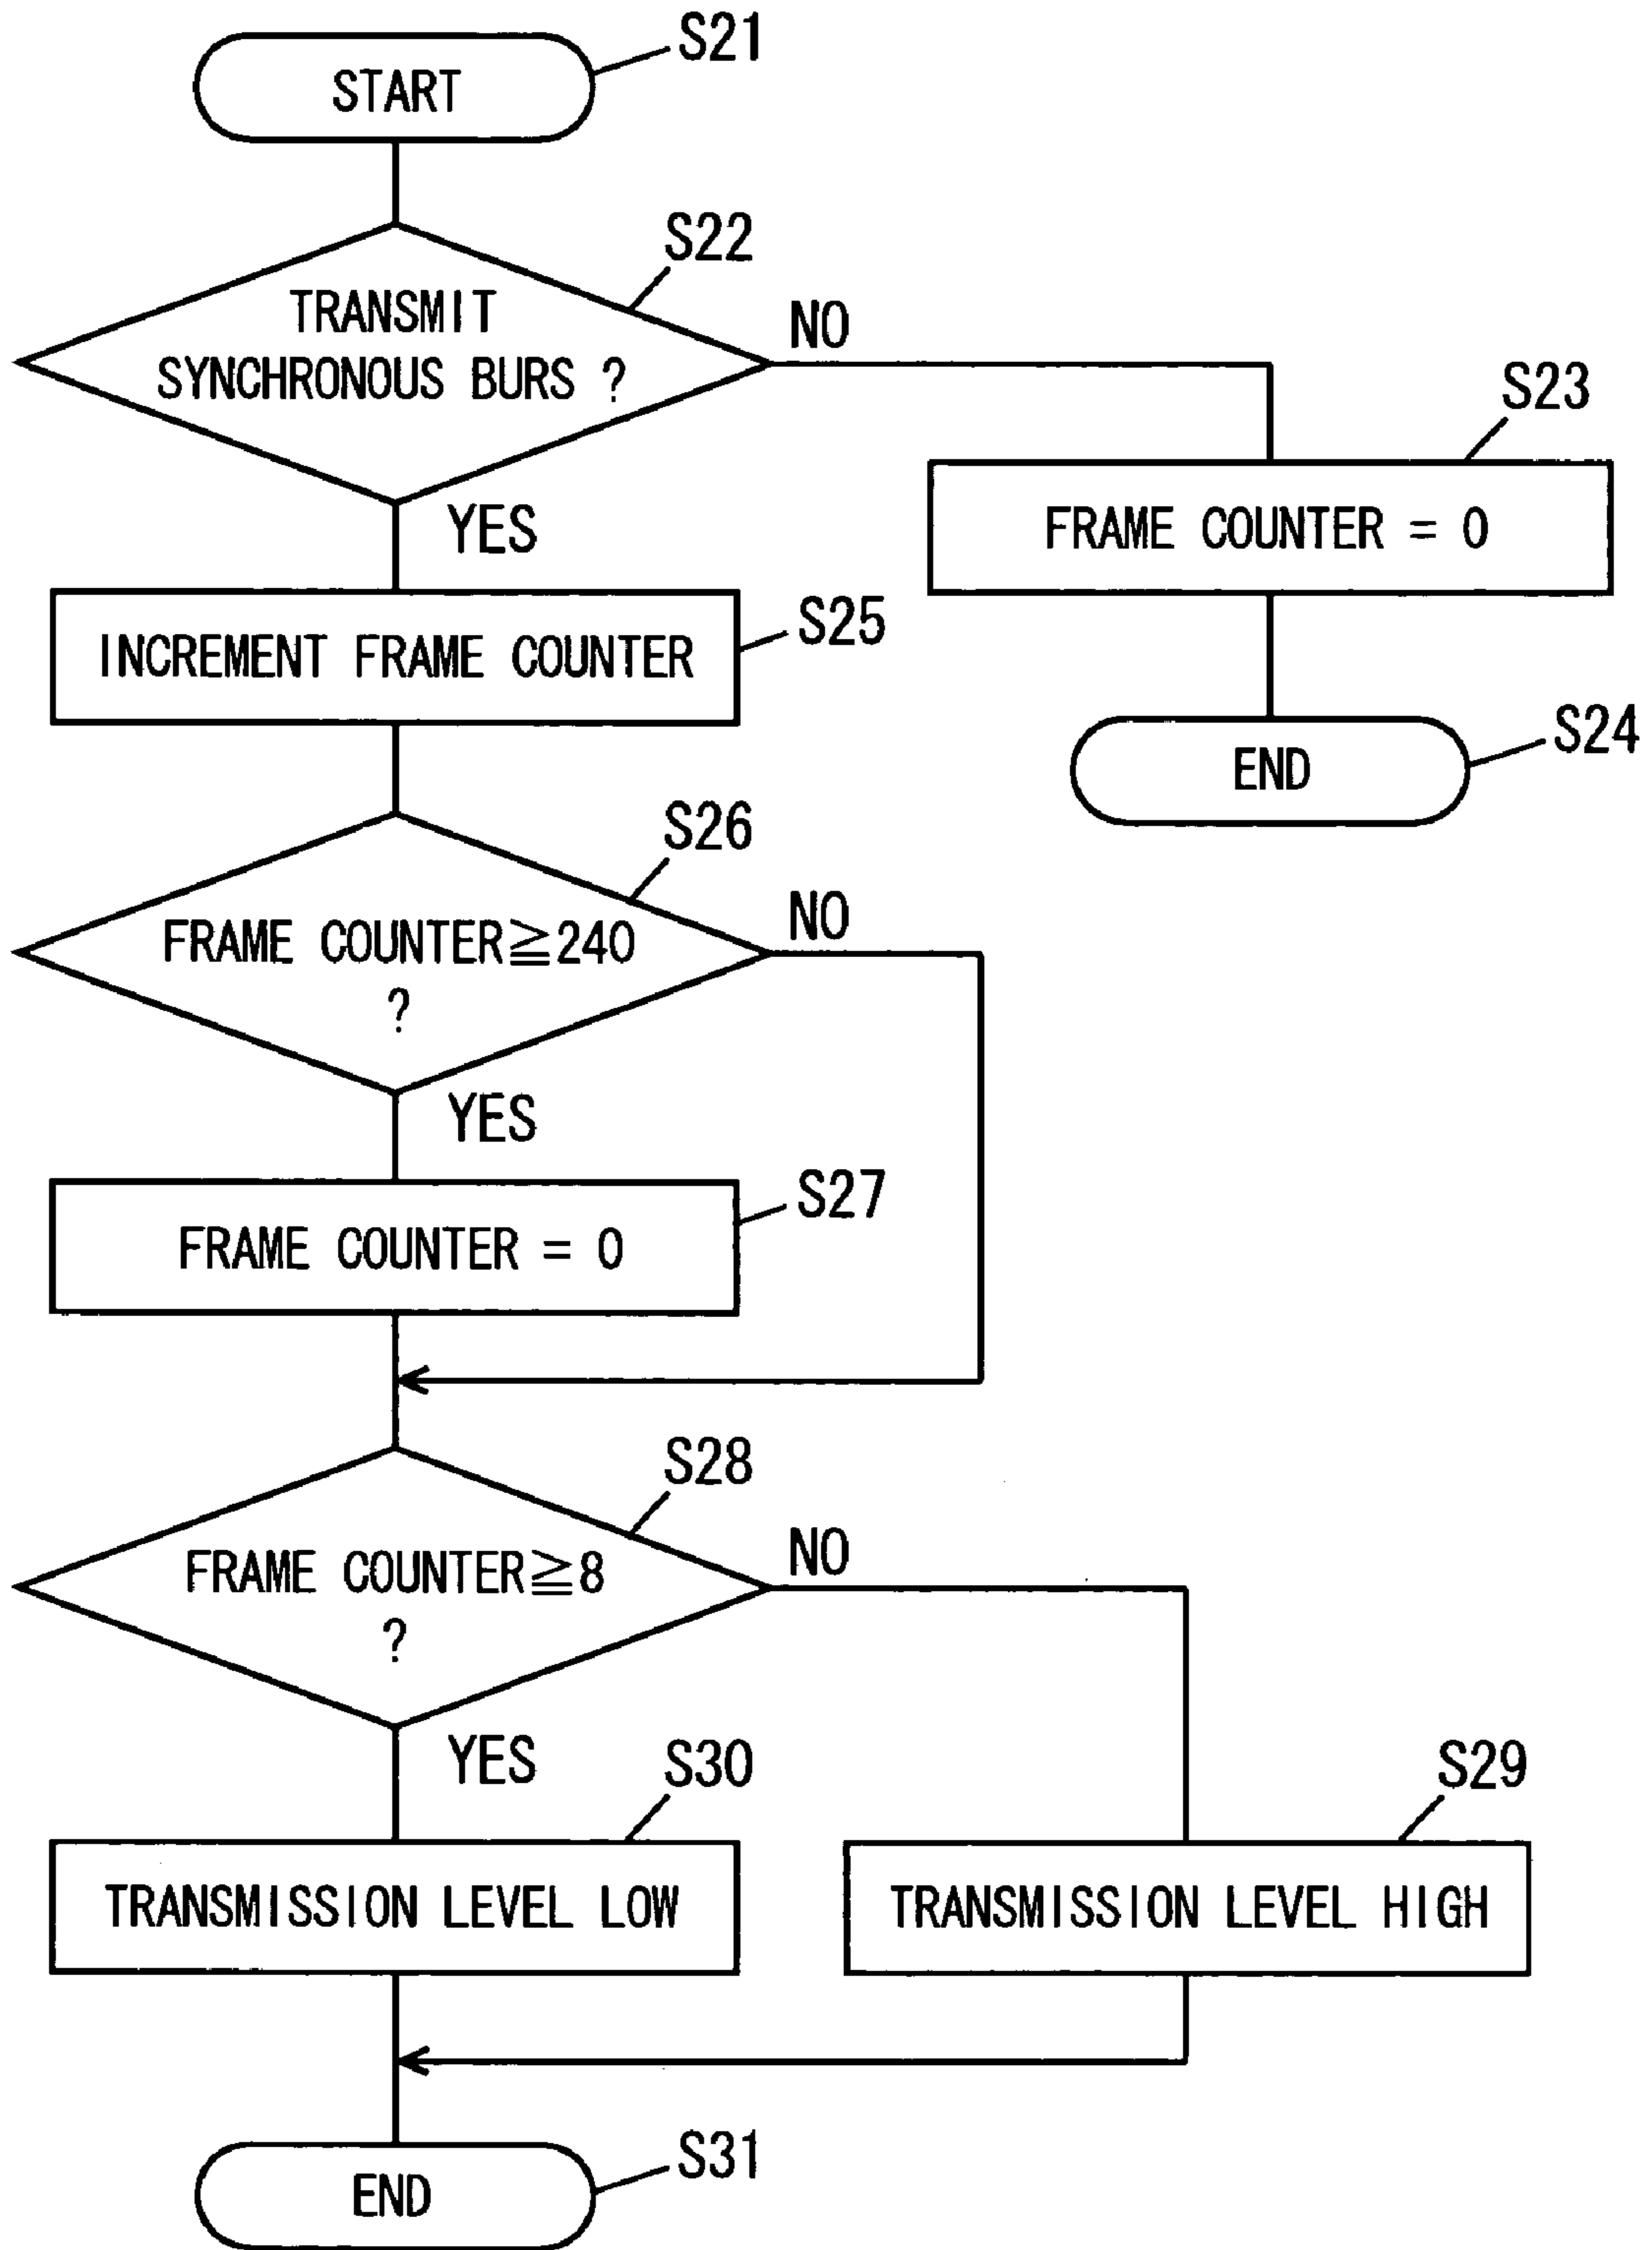 START
S21
TRANSMIT
SYNCHRONOUS BURS ?
S22
NO
YES
FRAME COUNTER = 0
S23
END
S24
INCREMENT FRAME COUNTER
S25
FRAME COUNTER≧240
?
S26
NO
YES
FRAME COUNTER = 0
S27
FRAME COUNTER≧8
?
S28
NO
YES
TRANSMISSION LEVEL LOW
S30
TRANSMISSION LEVEL HIGH
S29
END
S31